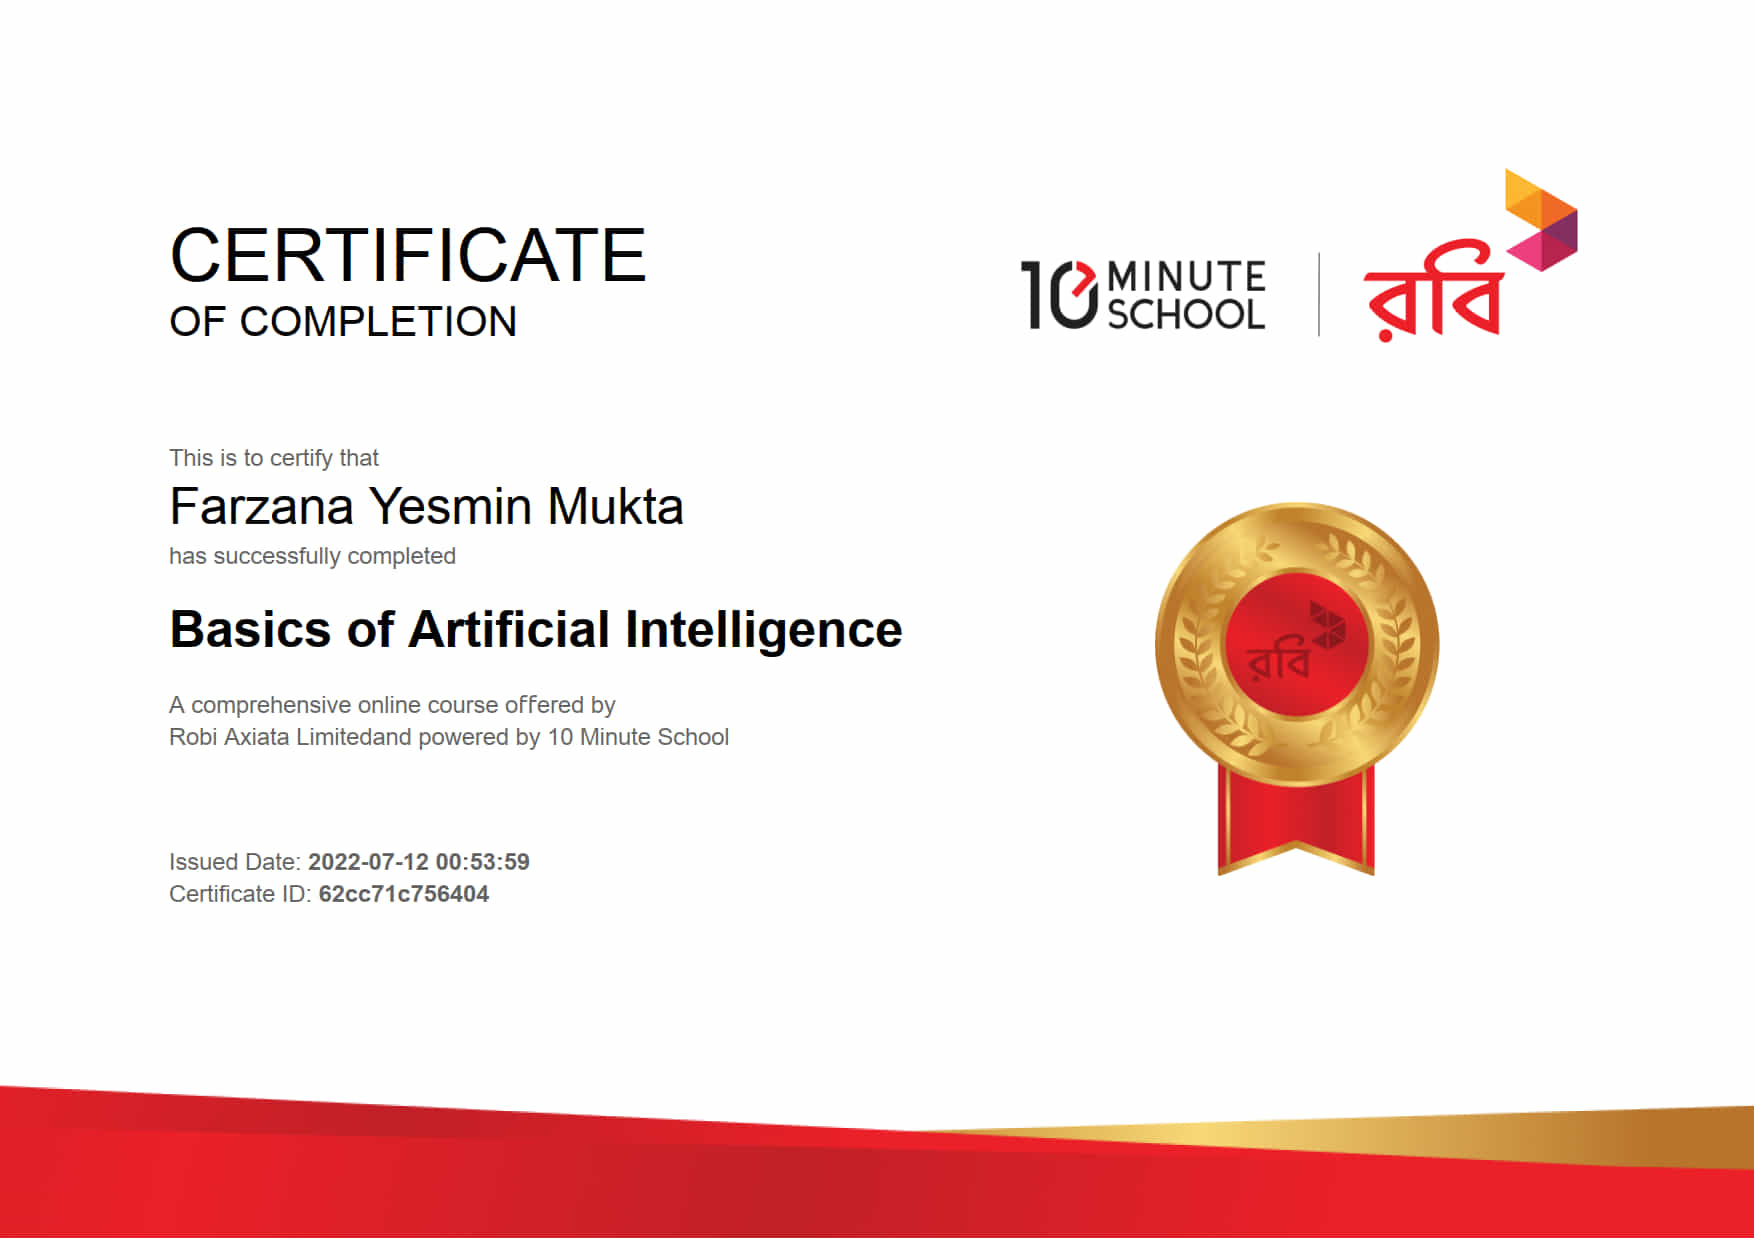 CERTIFICATE
OF COMPLETION
10 MINUTE
SCHOOL
রবি
This is to certify that
Farzana Yesmin Mukta
has successfully completed
Basics of Artificial Intelligence
A comprehensive online course offered by
Robi Axiata Limitedand powered by 10 Minute School
রবি
Issued Date: 2022-07-12 00:53:59
Certificate ID: 62cc71c756404